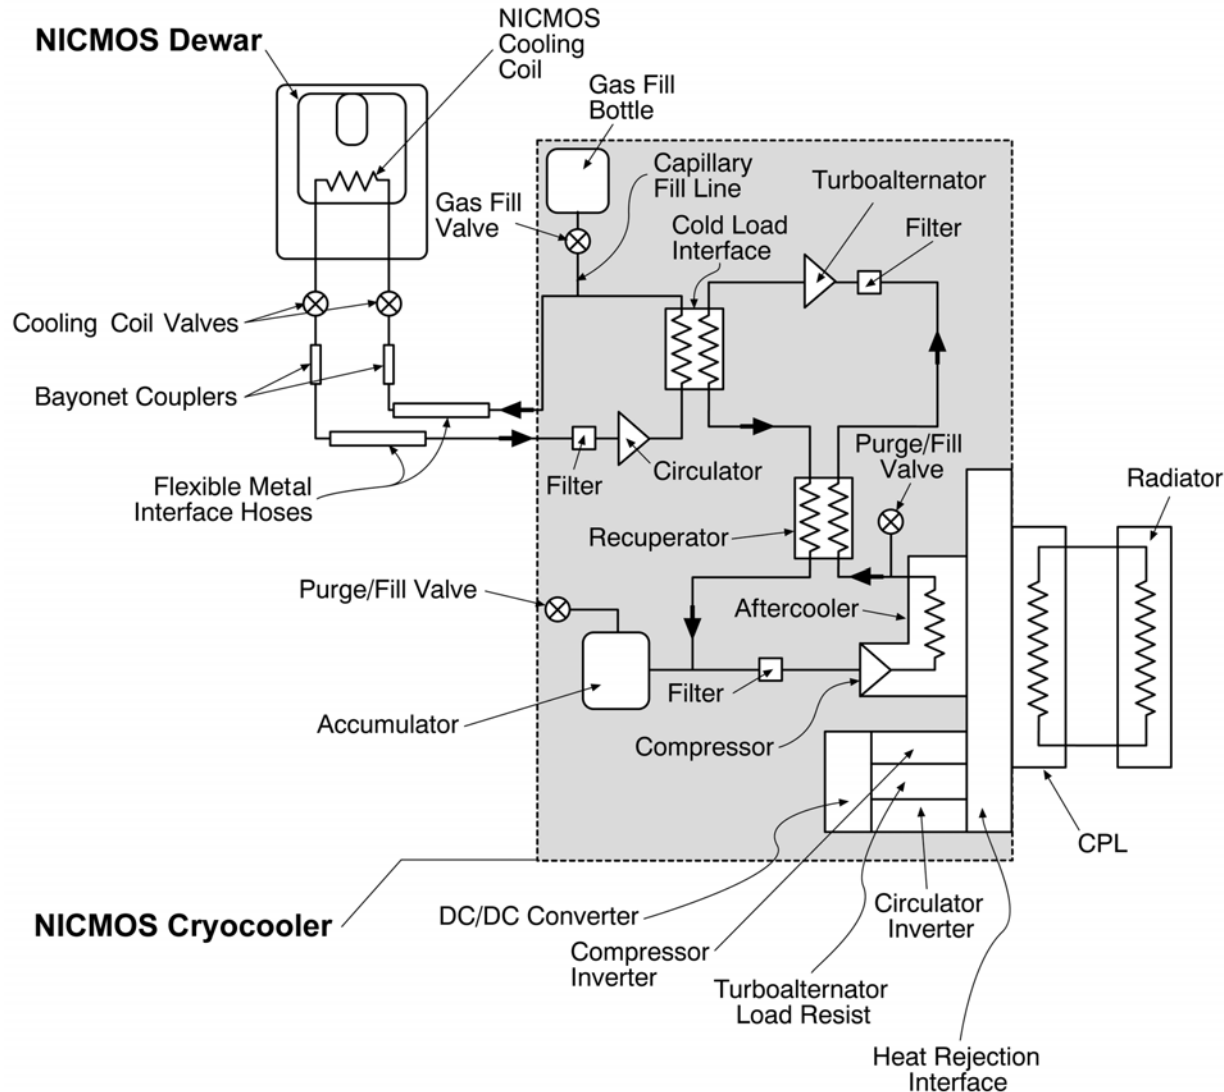 NICMOS Dewar
NICMOS
Cooling
Coil
Gas Fill
Bottle
Capillary
Fill Line
Turboalternator
Gas Fill
Valve
Cold Load
Interface
Filter
Cooling Coil Valves
Bayonet Couplers
Flexible Metal
Interface Hoses
Filter
Circulator
Purge/Fill
Valve
Radiator
Recuperator
Purge/Fill Valve
Aftercooler
Accumulator
Filter
Compressor
CPL
NICMOS Cryocooler
DC/DC Converter
Compressor
Inverter
Turboalternator
Load Resist
Circulator
Inverter
Heat Rejection
Interface